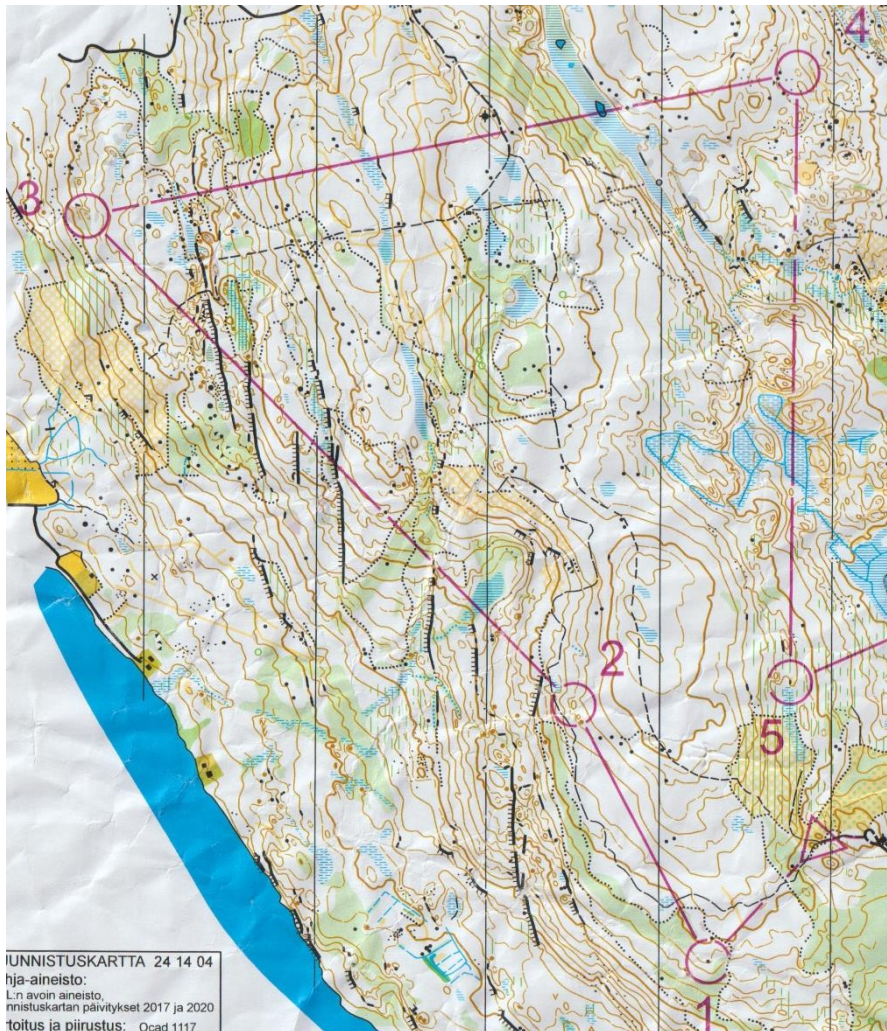 4
3
2
5
1
UUNNISTUSKARTTA 24 14 04
hja-aineisto:
L:n avoin aineisto,
nnistuskartan päivitykset 2017 ja 2020
toitus ja piirustus: Ocad 1117